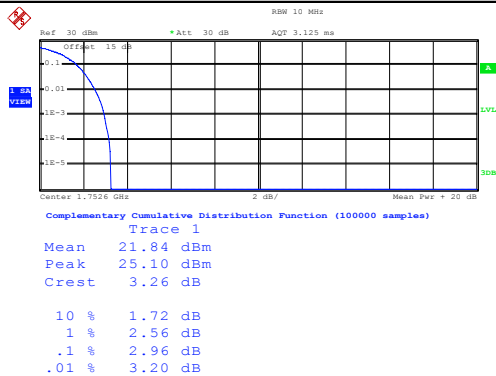 RBW 10 MHz
Ref 30 dBm *Att 30 dB AQT 3.125 ms
Offset 15 dB
0.1
A
1 SA
VIEW
0.01
LVL
1E-3
1E-4
1E-5
3DB
Center 1.7526 GHz 2 dB/ Mean Pwr + 20 dB
Complementary Cumulative Distribution Function (100000 samples)
Trace 1
Mean 21.84 dBm
Peak 25.10 dBm
Crest 3.26 dB
10 % 1.72 dB
1 % 2.56 dB
.1 % 2.96 dB
.01 % 3.20 dB